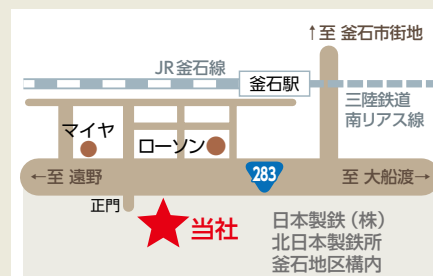 ↑至 釜石市街地
JR釜石線
釜石駅
三陸鉄道
南リアス線
マイヤ
ローソン
←至 遠野
283
至 大船渡→
正門
当社
日本製鉄(株)
北日本製鉄所
釜石地区構内